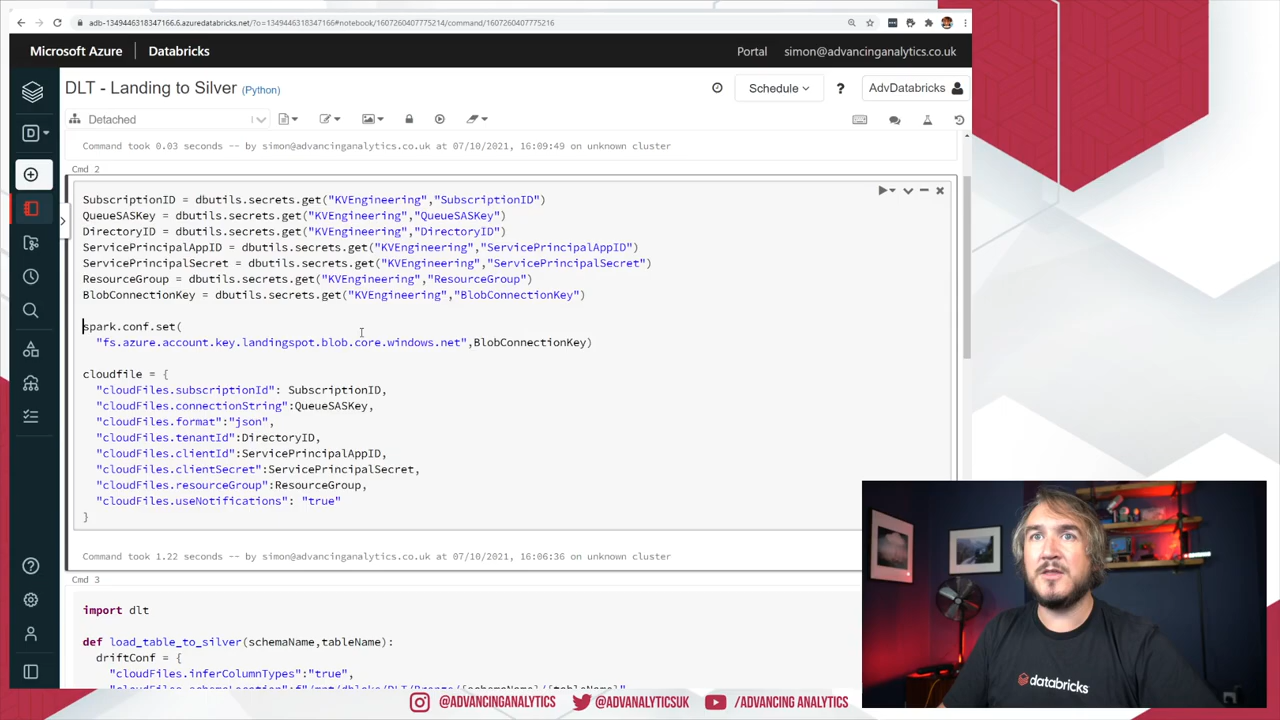 adb-1349446318347166.6.azuredatabricks.net/?o=1349446318347166#notebook/1607260407775214/command/1607260407775216
Microsoft Azure
Databricks
Portal
simon@advancinganalytics.co.uk
DLT - Landing to Silver (Python)
Schedule
?
AdvDatabricks
D
Detached
Command took 0.03 seconds -- by simon@advancinganalytics.co.uk at 07/10/2021, 16:09:49 on unknown cluster
Cmd 2
SubscriptionID = dbutils.secrets.get("KVEngineering","SubscriptionID")
QueueSASKey = dbutils.secrets.get("KVEngineering","QueueSASKey")
DirectoryID = dbutils.secrets.get("KVEngineering","DirectoryID")
ServicePrincipalAppID = dbutils.secrets.get("KVEngineering","ServicePrincipalAppID")
ServicePrincipalSecret = dbutils.secrets.get("KVEngineering","ServicePrincipalSecret")
ResourceGroup = dbutils.secrets.get("KVEngineering","ResourceGroup")
BlobConnectionKey = dbutils.secrets.get("KVEngineering","BlobConnectionKey")
spark.conf.set(
"fs.azure.account.key.landingspot.blob.core.windows.net",BlobConnectionKey)
cloudfile = {
"cloudFiles.subscriptionId": SubscriptionID,
"cloudFiles.connectionString":QueueSASKey,
"cloudFiles.format":"json",
"cloudFiles.tenantId":DirectoryID,
"cloudFiles.clientId":ServicePrincipalAppID,
"cloudFiles.clientSecret":ServicePrincipalSecret,
"cloudFiles.resourceGroup":ResourceGroup,
"cloudFiles.useNotifications": "true"
}
Command took 1.22 seconds -- by simon@advancinganalytics.co.uk at 07/10/2021, 16:06:36 on unknown cluster
Cmd 3
import dlt
def load_table_to_silver(schemaName,tableName):
driftConf = {
"cloudFiles.inferColumnTypes":"true",
databricks
@ADVANCINGANALYTICS
@ADVANALYTICSUK
/ADVANCING ANALYTICS